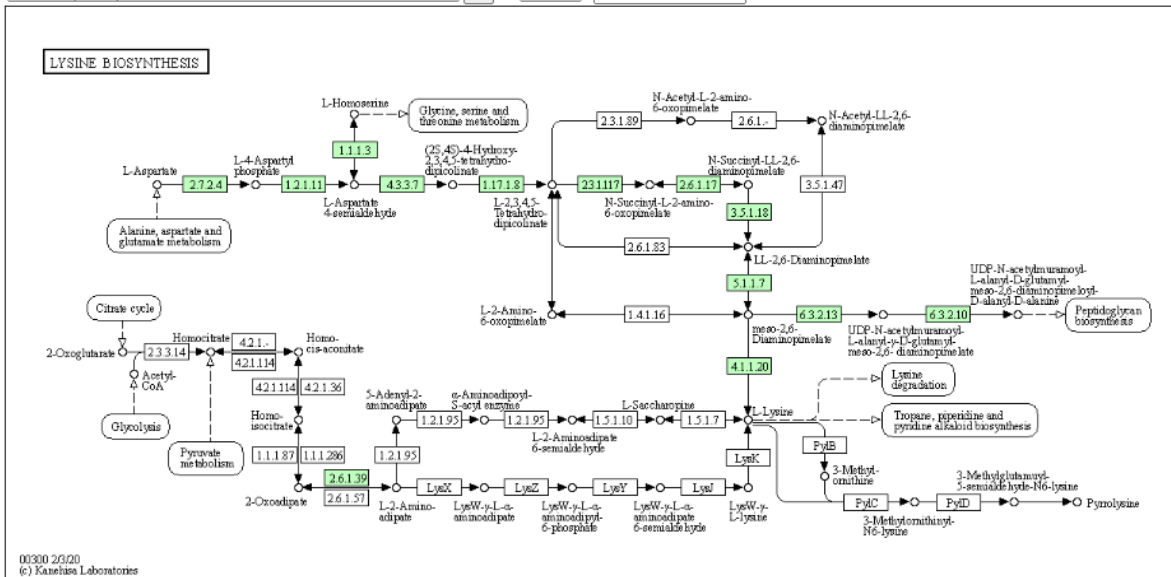 LYSINE BIOSYNTHESIS
L-Homoserine
Glycine, serine and
threonine metabolism
N-Acetyl-L-2-amino-
6-oxopimelate
2.3.1.89
2.6.1.-
N-Acetyl-LL-2,6-
diaminopimelate
1.1.1.3
(2S,4S)-4-Hydroxy-
2,3,4,5-tetrahydro-
dipicolinate
L-Aspartate
L-4-Aspartyl
phosphate
N-Succinyl-LL-2,6-
diaminopimelate
2.7.2.4
1.2.1.11
4.3.3.7
1.17.1.8
2.3.1.117
2.6.1.17
3.5.1.47
L-Aspartate
4-semialdehyde
L-2,3,4,5-
Tetrahydro-
dipicolinate
N-Succinyl-L-2-amino-
6-oxopimelate
3.5.1.18
Alanine, aspartate and
glutamate metabolism
2.6.1.83
LL-2,6-Diaminopimelate
5.1.1.7
UDP-N-acetylmuramoyl-
L-alanyl-D-glutamyl-
meso-2,6-diaminopimeloyl-
D-alanyl-D-alanine
Citrate cycle
L-2-Amino-
6-oxopimelate
1.4.1.16
6.3.2.13
6.3.2.10
Peptidoglycan
biosynthesis
meso-2,6-
Diaminopimelate
UDP-N-acetylmuramoyl-
L-alanyl-γ-D-glutamyl-
meso-2,6-diaminopimelate
Homocitrate
4.2.1.-
Homo-
cis-aconitate
2-Oxoglutarate
2.3.3.14
4.2.1.114
4.1.1.20
Acetyl-
CoA
4.2.1.114
4.2.1.36
5-Adenyl-2-
aminoadipate
α-Aminoadipoyl-
S-acyl enzyme
L-Saccharopine
L-Lysine
Lysine
degradation
Glycolysis
Homo-
isocitrate
1.2.1.95
1.2.1.95
1.5.1.10
1.5.1.7
Tropane, piperidine and
pyridine alkaloid biosynthesis
L-2-Aminoadipate
6-semialdehyde
Pyruvate
metabolism
1.1.1.87
1.1.1.286
1.2.1.95
LysK
PylB
3-Methyl-
ornithine
2.6.1.39
2.6.1.57
2-Oxoadipate
L-2-Amino-
adipate
LysX
LysZ
LysY
LysJ
LysW-γ-L-α-
aminoadipate
LysW-γ-L-α-
aminoadipyl-
6-phosphate
LysW-γ-L-α-
aminoadipate
6-semialdehyde
LysW-γ-
L-lysine
3-Methylglutamyl-
5-semialdehyde-N6-lysine
PylC
PylD
Pyrrolysine
3-Methylornithinyl-
N6-lysine
00300 2/3/20
(c) Kanehisa Laboratories